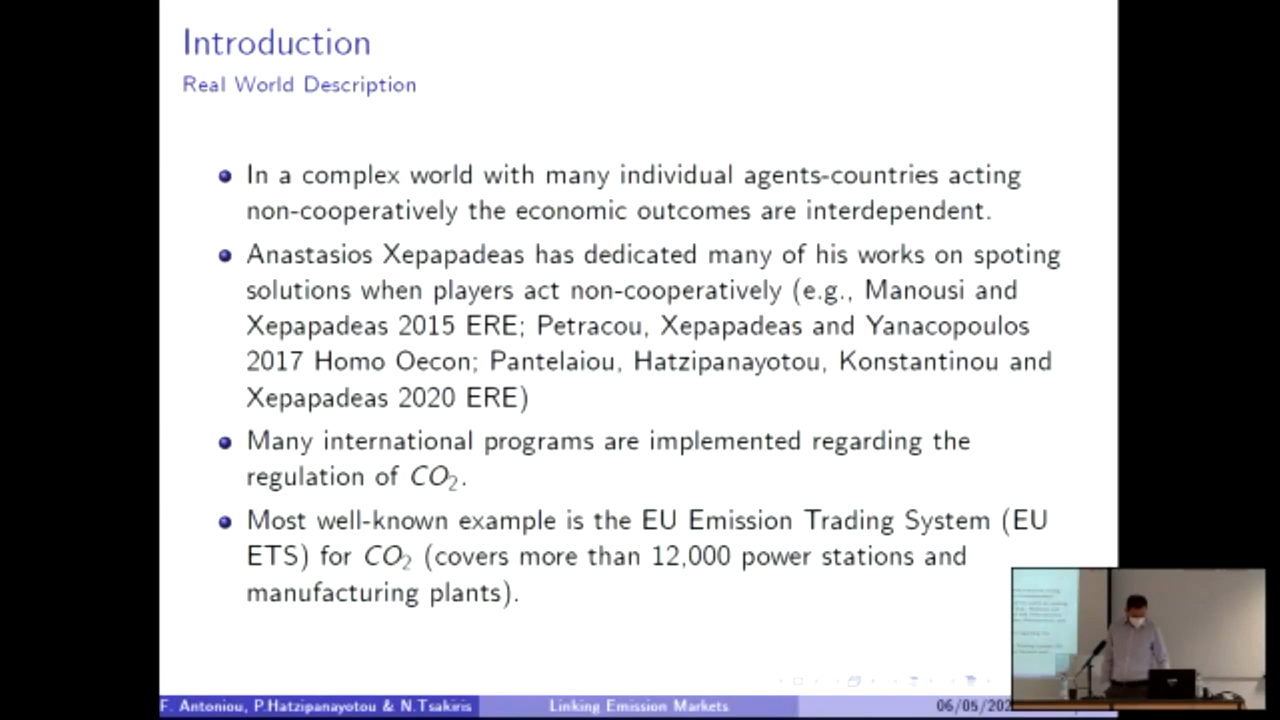 Introduction
Real World Description
In a complex world with many individual agents-countries acting
non-cooperatively the economic outcomes are interdependent.
Anastasios Xepapadeas has dedicated many of his works on spoting
solutions when players act non-cooperatively (e.g., Manousi and
Xepapadeas 2015 ERE; Petracou, Xepapadeas and Yanacopoulos
2017 Homo Oecon; Pantelaiou, Hatzipanayotou, Konstantinou and
Xepapadeas 2020 ERE)
Many international programs are implemented regarding the
regulation of CO₂.
Most well-known example is the EU Emission Trading System (EU
ETS) for CO₂ (covers more than 12,000 power stations and
manufacturing plants).
F. Antoniou, P.Hatzipanayotou & N.Tsakiris Linking Emission Markets